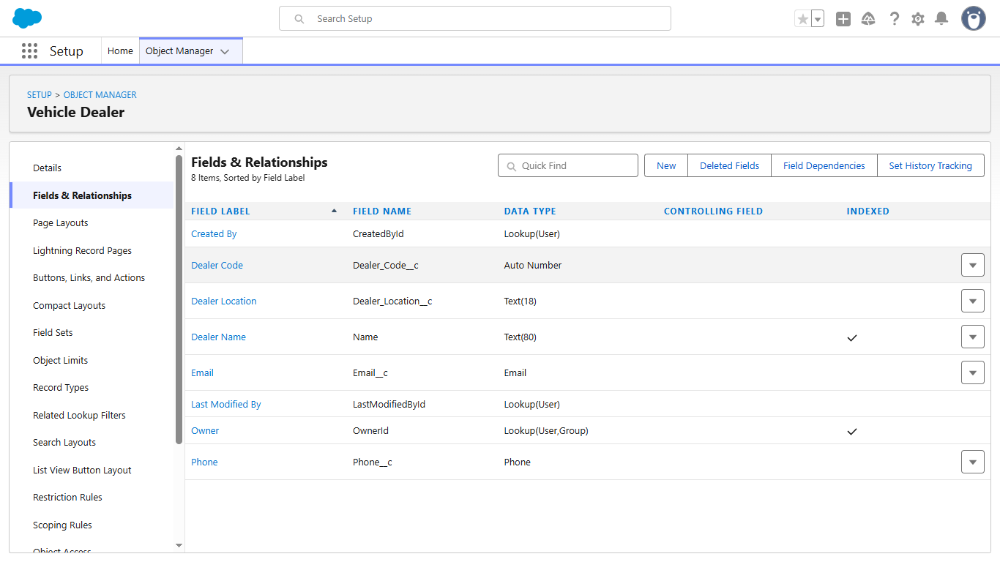 Search Setup
Setup
Home
Object Manager
SETUP > OBJECT MANAGER
Vehicle Dealer
Details
Fields & Relationships
Page Layouts
Lightning Record Pages
Buttons, Links, and Actions
Compact Layouts
Field Sets
Object Limits
Record Types
Related Lookup Filters
Search Layouts
List View Button Layout
Restriction Rules
Scoping Rules
Object Access
Fields & Relationships
8 Items, Sorted by Field Label
Quick Find
New
Deleted Fields
Field Dependencies
Set History Tracking
FIELD LABEL FIELD NAME DATA TYPE CONTROLLING FIELD INDEXED
Created By CreatedById Lookup(User)
Dealer Code Dealer_Code__c Auto Number
Dealer Location Dealer_Location__c Text(18)
Dealer Name Name Text(80)
Email Email__c Email
Last Modified By LastModifiedById Lookup(User)
Owner OwnerId Lookup(User,Group)
Phone Phone__c Phone